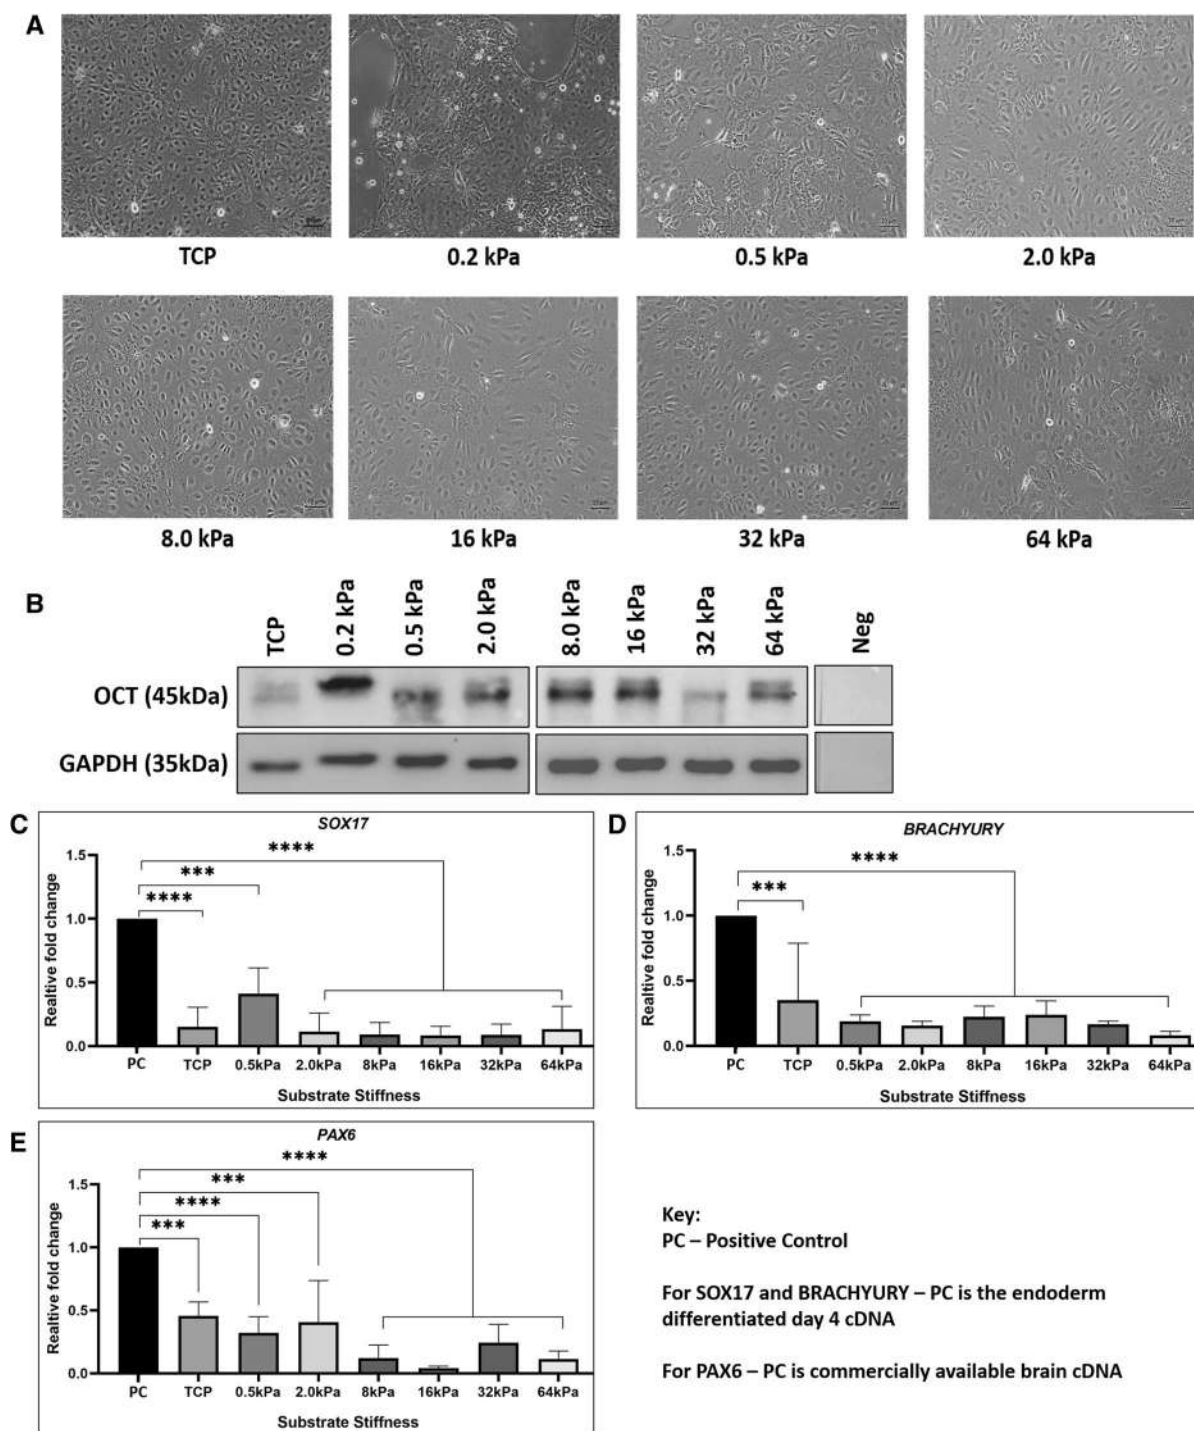 A
TCP
0.2 kPa
0.5 kPa
2.0 kPa
8.0 kPa
16 kPa
32 kPa
64 kPa
B
TCP
0.2 kPa
0.5 kPa
2.0 kPa
8.0 kPa
16 kPa
32 kPa
64 kPa
Neg
OCT (45kDa)
GAPDH (35kDa)
C
SOX17
****
***
****
1.5
1.0
0.5
0.0
Realtive fold change
PC TCP 0.5kPa 2.0kPa 8kPa 16kPa 32kPa 64kPa
Substrate Stiffness
D
BRACHYURY
****
***
1.5
1.0
0.5
0.0
Realtive fold change
PC TCP 0.5kPa 2.0kPa 8kPa 16kPa 32kPa 64kPa
Substrate Stiffness
E
PAX6
****
***
****
***
1.5
1.0
0.5
0.0
Realtive fold change
PC TCP 0.5kPa 2.0kPa 8kPa 16kPa 32kPa 64kPa
Substrate Stiffness
Key:
PC – Positive Control
For SOX17 and BRACHYURY – PC is the endoderm
differentiated day 4 cDNA
For PAX6 – PC is commercially available brain cDNA